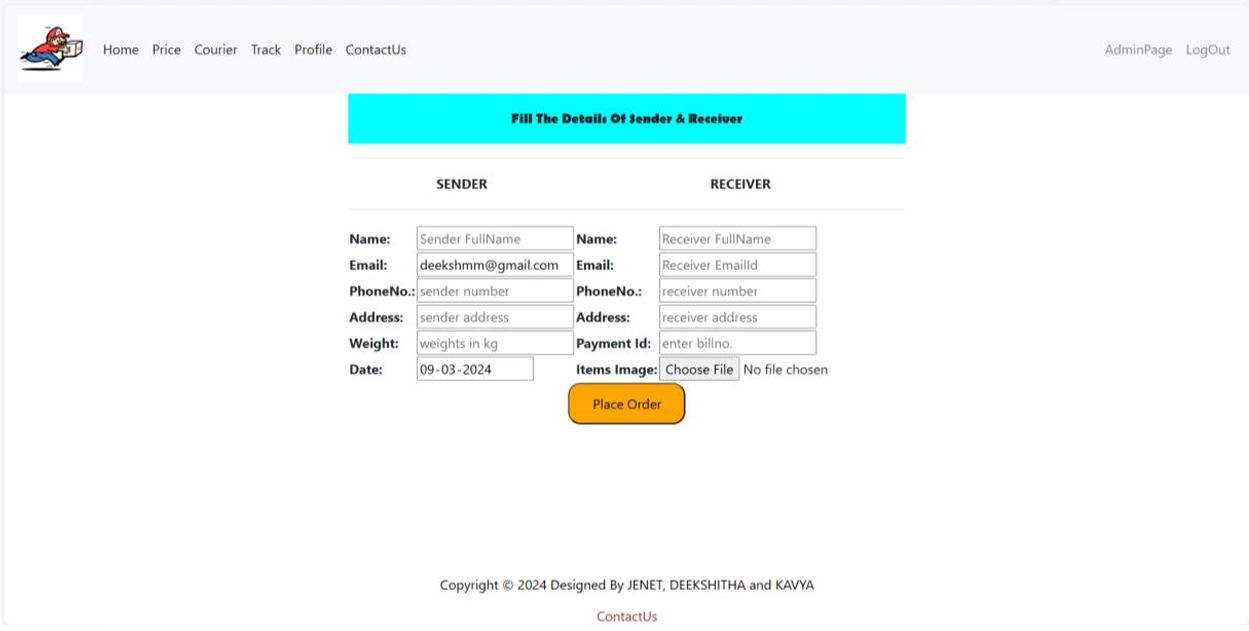 Home Price Courier Track Profile ContactUs AdminPage LogOut
Fill The Details Of Sender & Receiver
SENDER RECEIVER
Name: Sender FullName Name: Receiver FullName
Email: deekshmm@gmail.com Email: Receiver EmailId
PhoneNo.: sender number PhoneNo.: receiver number
Address: sender address Address: receiver address
Weight: weights in kg Payment Id: enter billno.
Date: 09-03-2024 Items Image: Choose File No file chosen
Place Order
Copyright © 2024 Designed By JENET, DEEKSHITHA and KAVYA
ContactUs